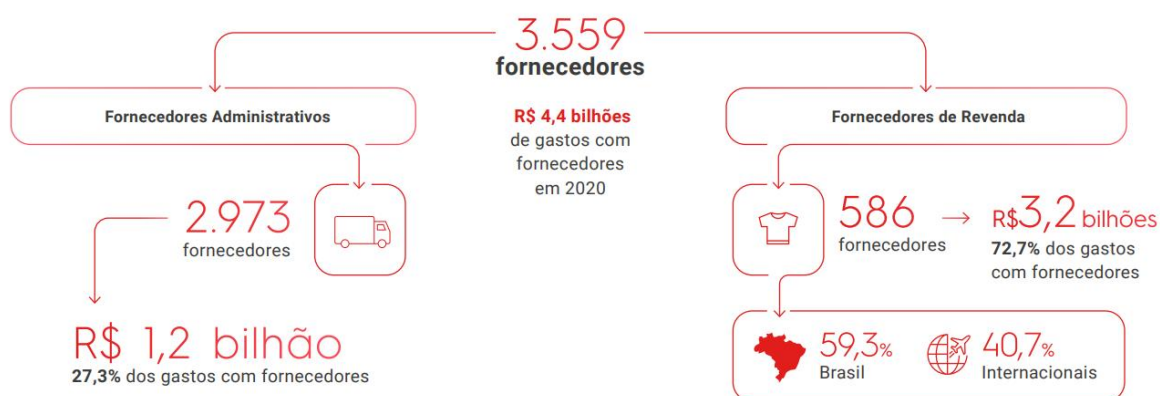 3.559
fornecedores
R$ 4,4 bilhões
de gastos com
fornecedores
em 2020
Fornecedores Administrativos
2.973
fornecedores
R$ 1,2 bilhão
27,3% dos gastos com fornecedores
Fornecedores de Revenda
586
fornecedores
R$3,2 bilhões
72,7% dos gastos
com fornecedores
59,3%
Brasil
40,7%
Internacionais